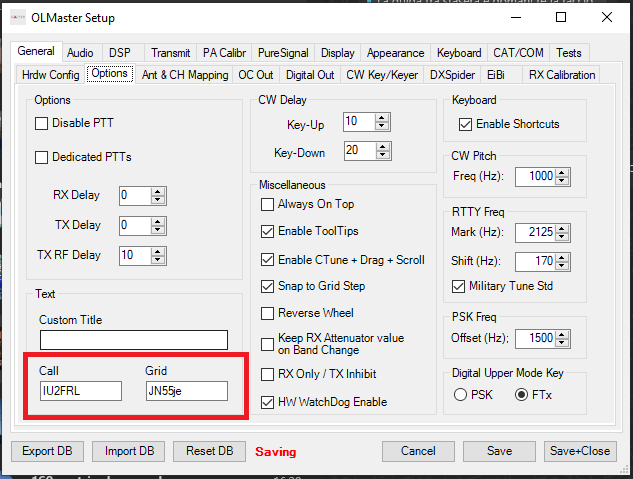 OLMaster Setup
General Audio DSP Transmit PA Calibr PureSignal Display Appearance Keyboard CAT/COM Tests
Hrdw Config Options Ant & CH Mapping OC Out Digital Out CW Key/Keyer DXSpider EiBi RX Calibration
Options
Disable PTT
Dedicated PTTs
RX Delay 0
TX Delay 0
TX RF Delay 10
Text
Custom Title
Call Grid
IU2FRL JN55je
CW Delay
Key-Up 10
Key-Down 20
Miscellaneous
Always On Top
Enable ToolTips
Enable CTune + Drag + Scroll
Snap to Grid Step
Reverse Wheel
Keep RX Attenuator value
on Band Change
RX Only / TX Inhibit
HW WatchDog Enable
Keyboard
Enable Shortcuts
CW Pitch
Freq (Hz): 1000
RTTY Freq
Mark (Hz): 2125
Shift (Hz): 170
Military Tune Std
PSK Freq
Offset (Hz): 1500
Digital Upper Mode Key
PSK FTx
Export DB Import DB Reset DB Saving Cancel Save Save+Close